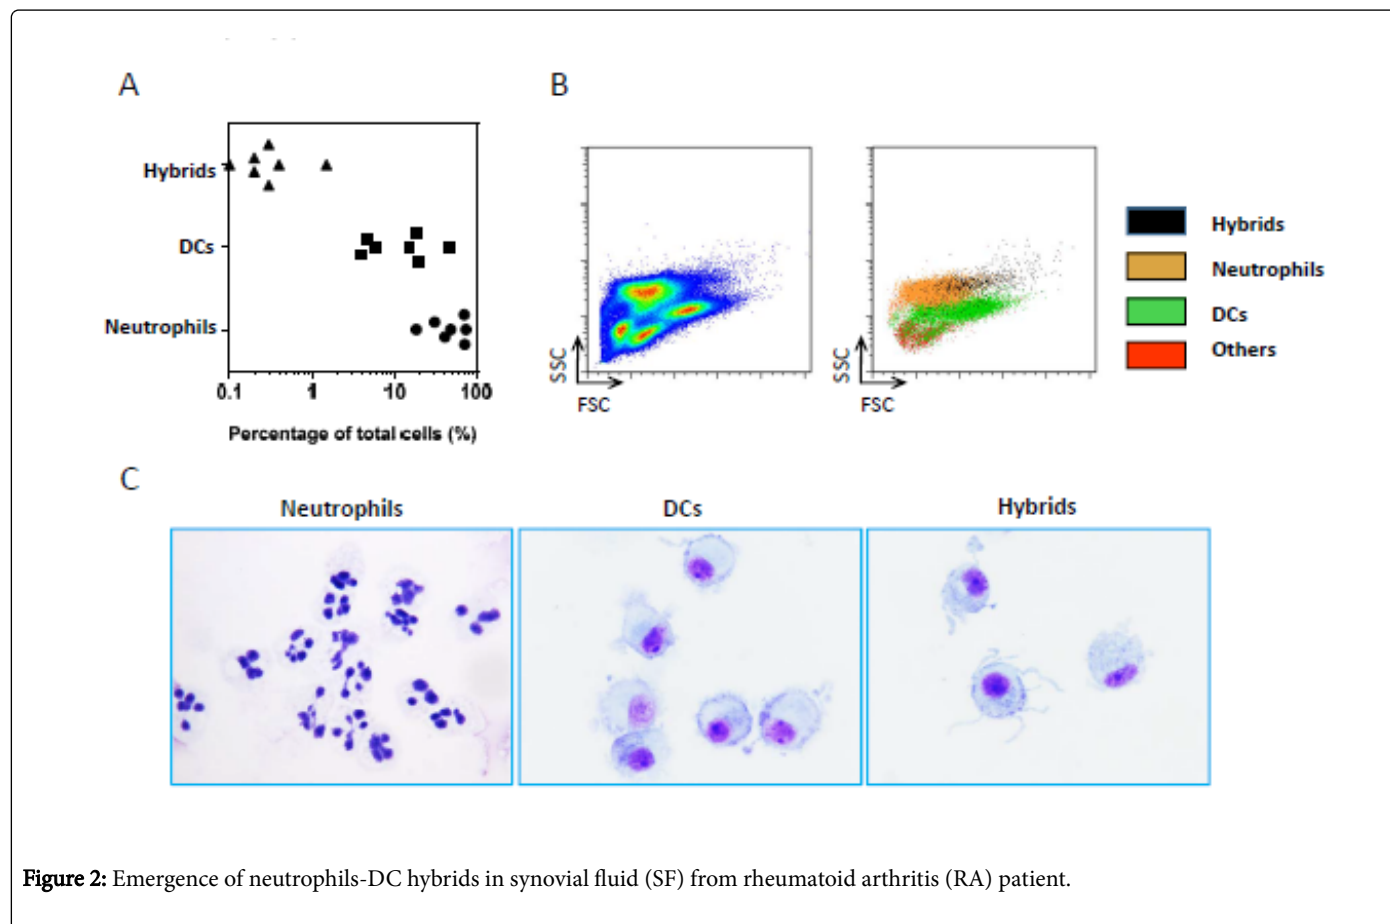 A
Hybrids
DCs
Neutrophils
0.1 1 10 100
Percentage of total cells (%)
B
SSC
FSC
SSC
FSC
Hybrids
Neutrophils
DCs
Others
C
Neutrophils DCs Hybrids
Figure 2: Emergence of neutrophils-DC hybrids in synovial fluid (SF) from rheumatoid arthritis (RA) patient.